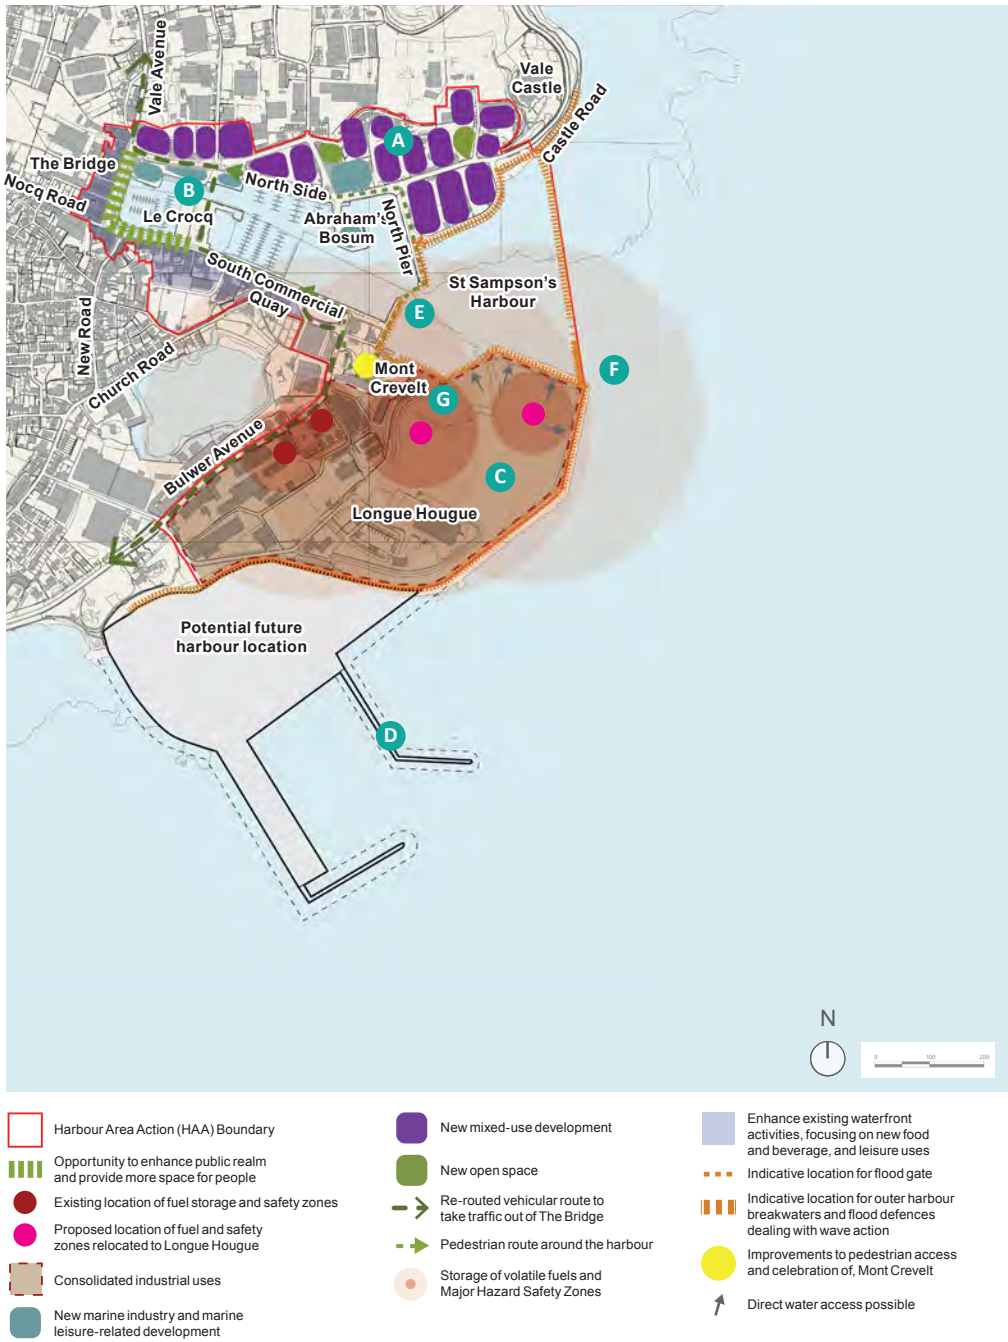 Vale Avenue
Vale
Castle
Castle Road
A
The Bridge
Nocq Road
B
North Side
Le Crocq
Abraham's
Bosum
North Pier
South Commercial
Quay
St Sampson's
Harbour
E
New Road
Church Road
Mont
Crevelt
F
G
Bulwer Avenue
C
Longue Hougue
Potential future
harbour location
D
N
0 100 200
Harbour Area Action (HAA) Boundary
Opportunity to enhance public realm
and provide more space for people
Existing location of fuel storage and safety zones
Proposed location of fuel and safety
zones relocated to Longue Hougue
Consolidated industrial uses
New marine industry and marine
leisure-related development
New mixed-use development
New open space
Re-routed vehicular route to
take traffic out of The Bridge
Pedestrian route around the harbour
Storage of volatile fuels and
Major Hazard Safety Zones
Enhance existing waterfront
activities, focusing on new food
and beverage, and leisure uses
Indicative location for flood gate
Indicative location for outer harbour
breakwaters and flood defences
dealing with wave action
Improvements to pedestrian access
and celebration of, Mont Crevelt
Direct water access possible